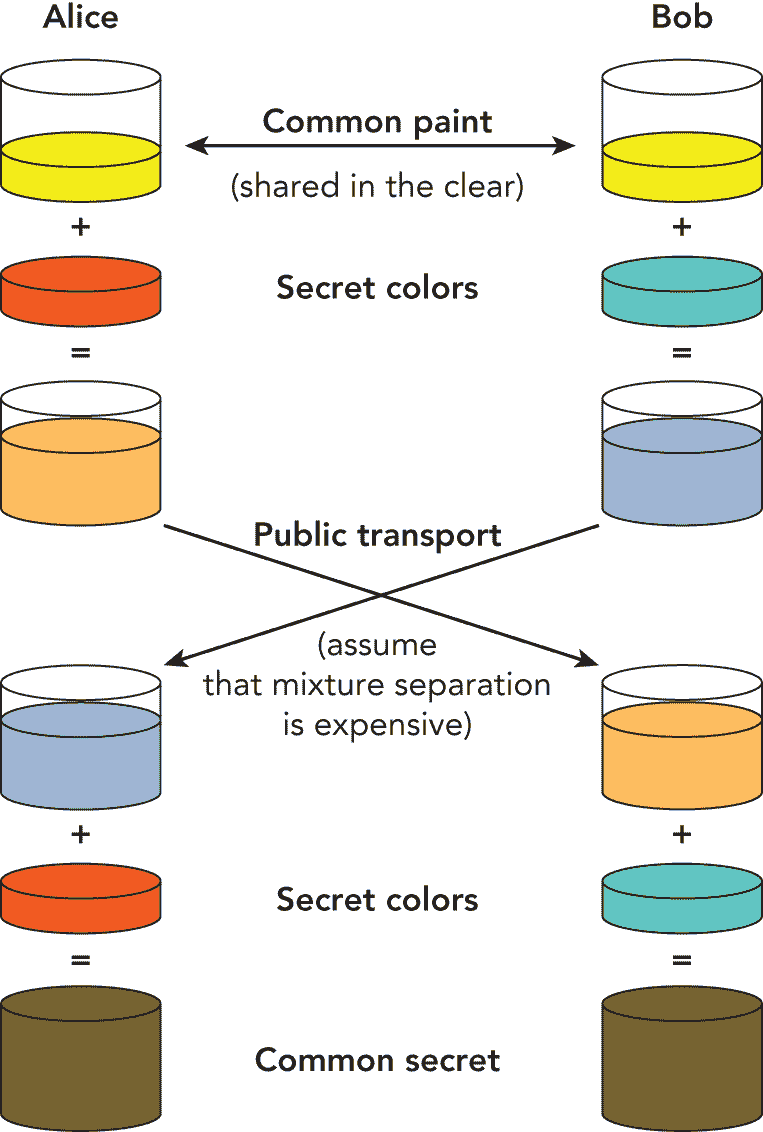 Alice
Bob
Common paint
(shared in the clear)
+
+
Secret colors
=
=
Public transport
(assume
that mixture separation
is expensive)
+
+
Secret colors
=
=
Common secret